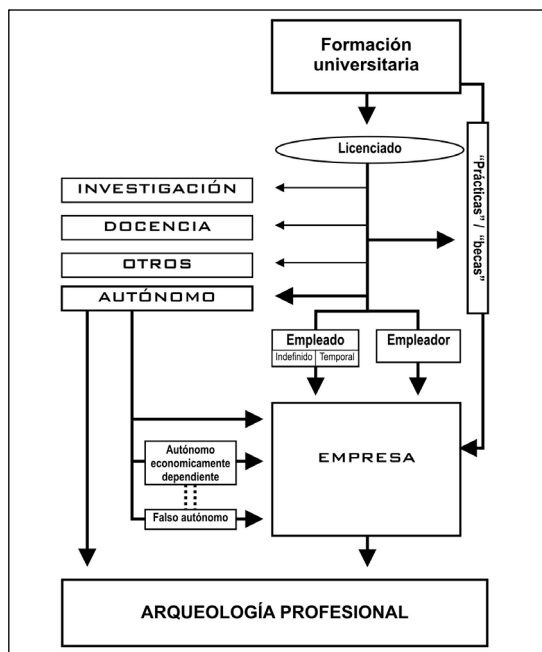 Formación
universitaria
Licenciado
"Prácticas" / "becas"
INVESTIGACIÓN
DOCENCIA
OTROS
AUTÓNOMO
Empleado
Indefinido Temporal
Empleador
Autónomo
economicamente
dependiente
Falso autónomo
EMPRESA
ARQUEOLOGÍA PROFESIONAL